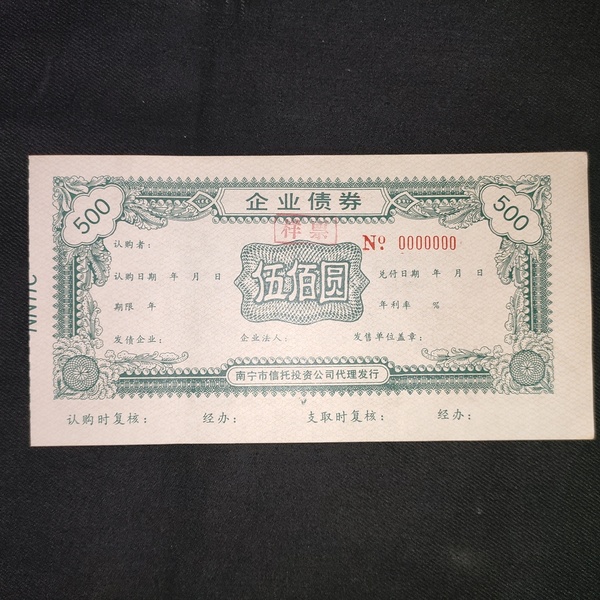 企业债券
500
500
样票
№ 0000000
认购者：
认购日期 年 月 日
伍佰圆
兑付日期 年 月 日
期限 年
年利率 %
发债企业：
企业法人：
发售单位盖章：
南宁市信托投资公司代理发行
认购时复核： 经办： 支取时复核： 经办：